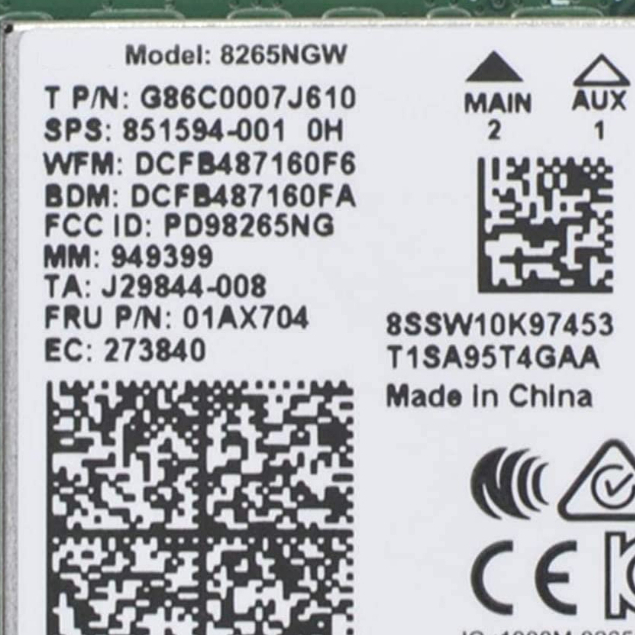 Model: 8265NGW
T P/N: G86C0007J610
SPS: 851594-001 0H
WFM: DCFB487160F6
BDM: DCFB487160FA
FCC ID: PD98265NG
MM: 949399
TA: J29844-008
FRU P/N: 01AX704
EC: 273840
MAIN
2
AUX
1
8SSW10K97453
T1SA95T4GAA
Made in China
CE